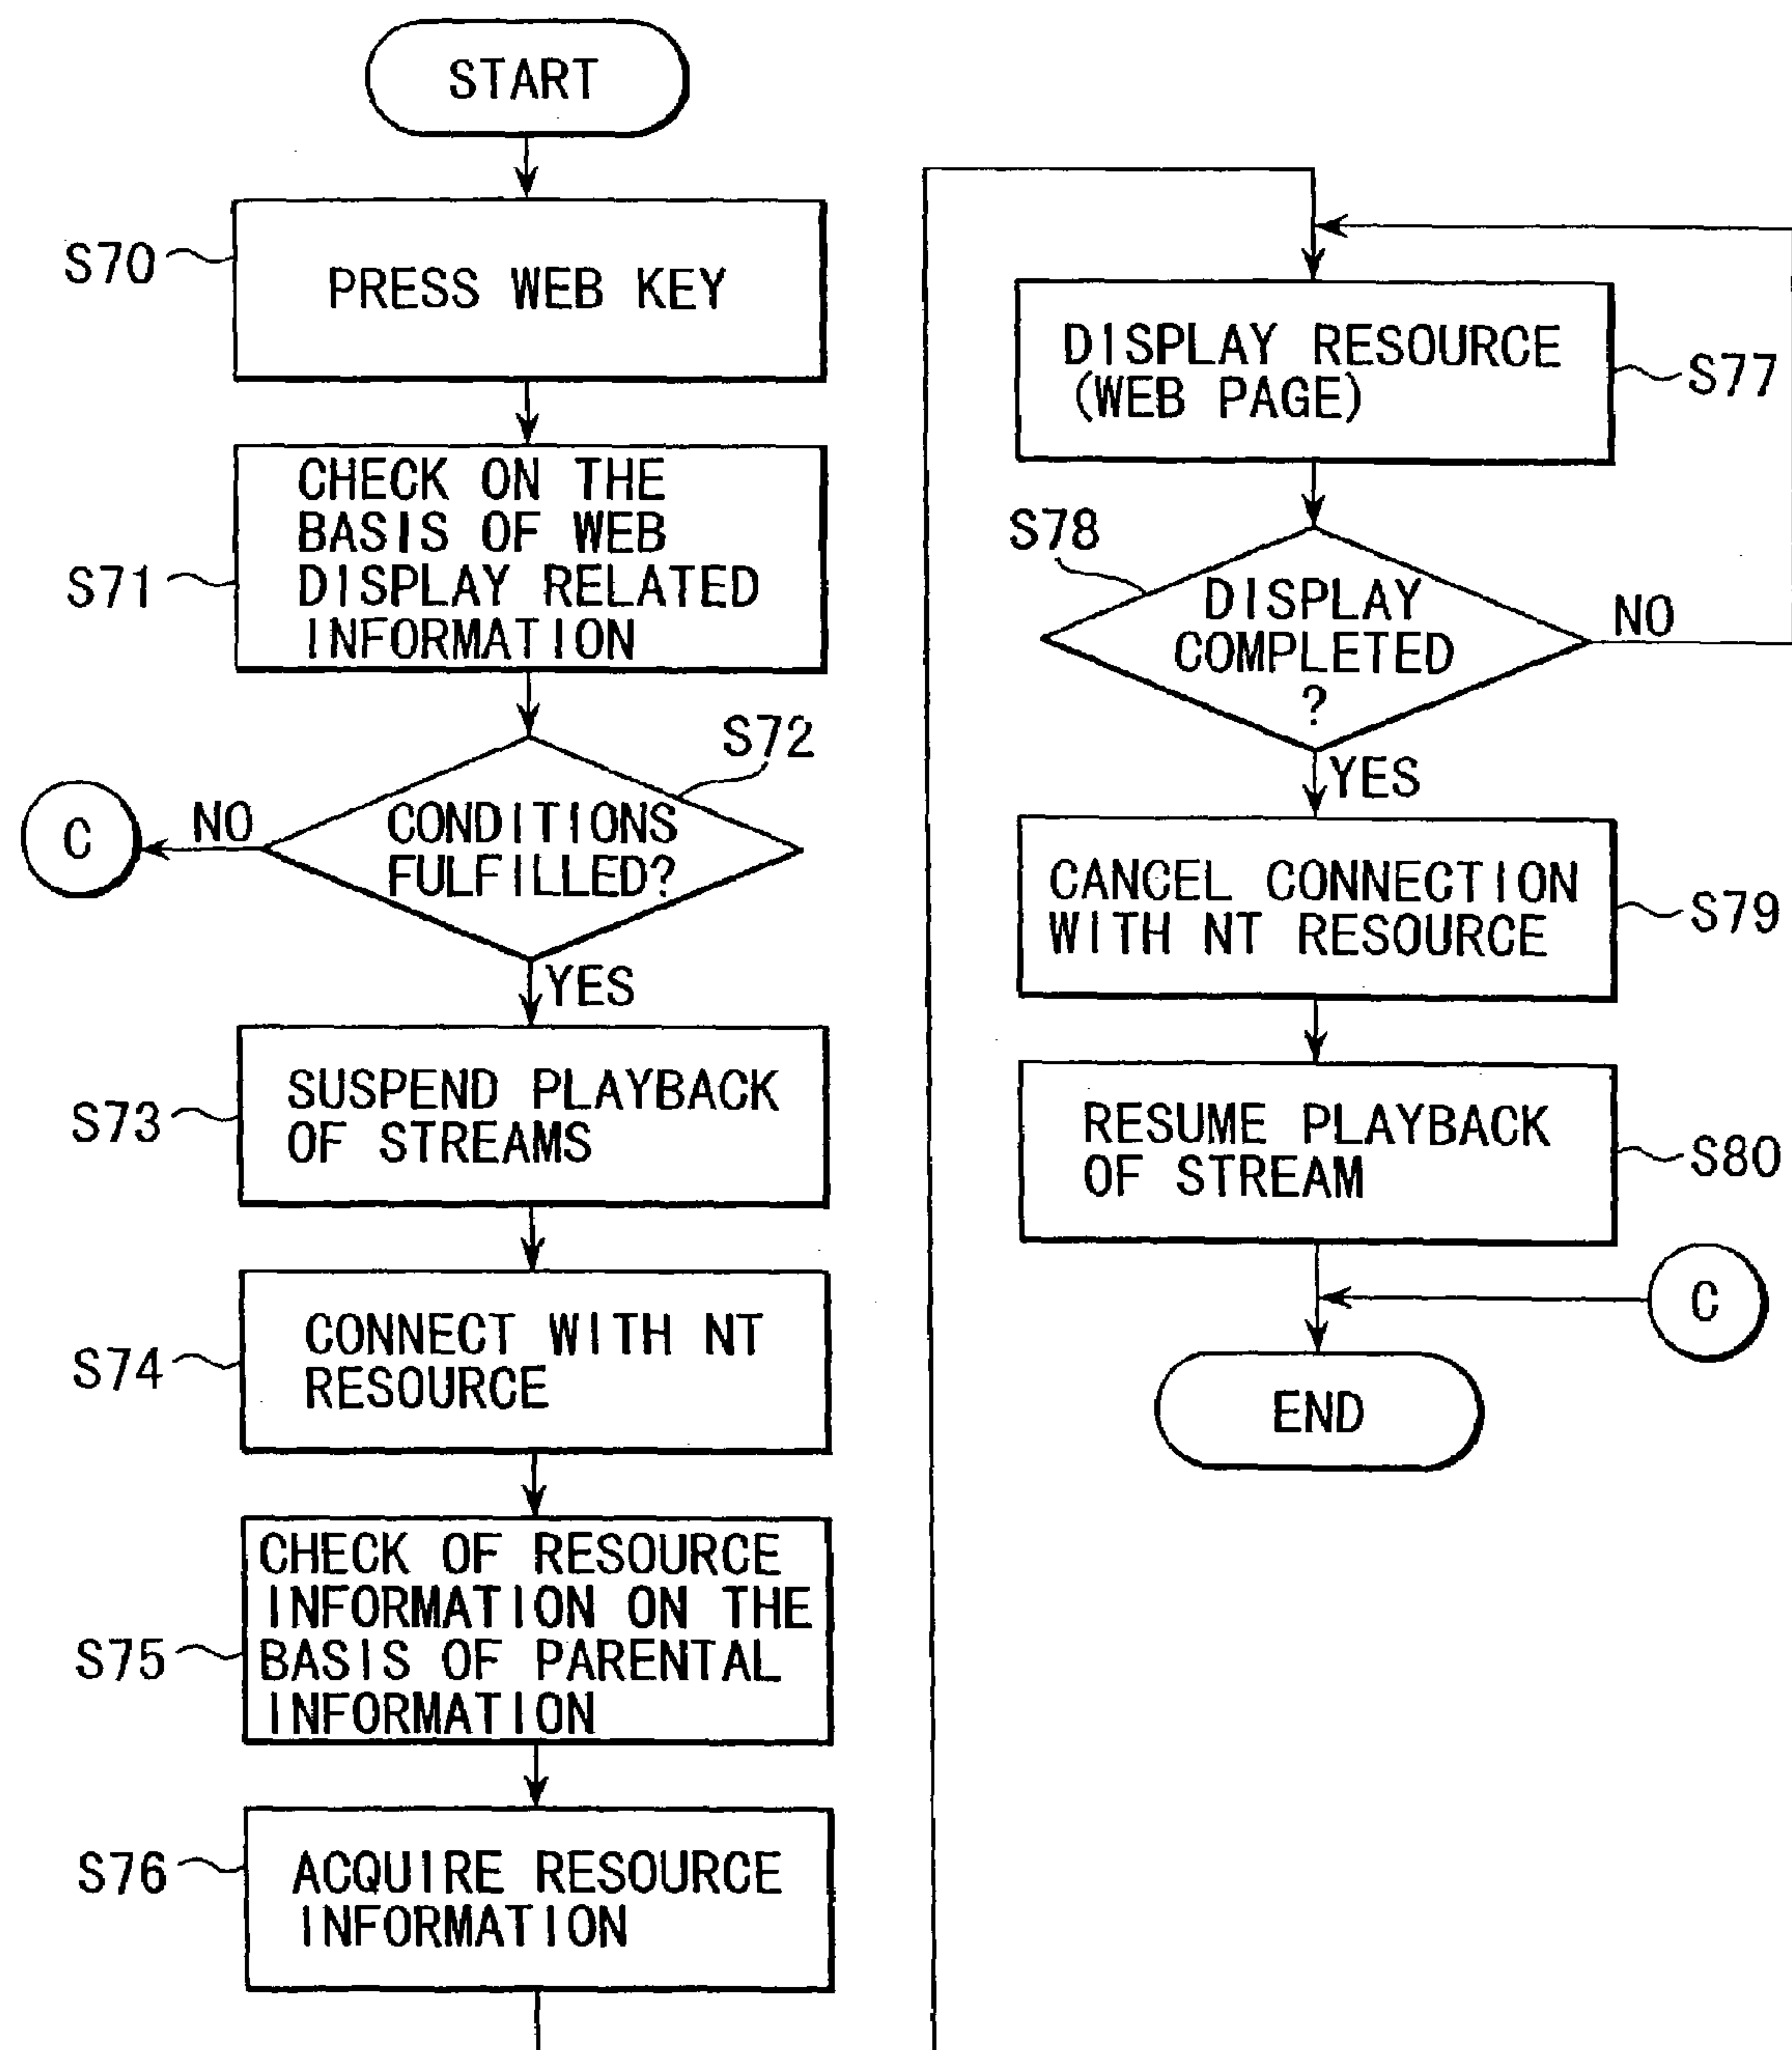 START
S70
PRESS WEB KEY
S71
CHECK ON THE
BASIS OF WEB
DISPLAY RELATED
INFORMATION
S72
CONDITIONS
FULFILLED?
NO
C
YES
S73
SUSPEND PLAYBACK
OF STREAMS
S74
CONNECT WITH NT
RESOURCE
S75
CHECK OF RESOURCE
INFORMATION ON THE
BASIS OF PARENTAL
INFORMATION
S76
ACQUIRE RESOURCE
INFORMATION
DISPLAY RESOURCE
(WEB PAGE)
S77
S78
DISPLAY
COMPLETED
?
NO
YES
CANCEL CONNECTION
WITH NT RESOURCE
S79
RESUME PLAYBACK
OF STREAM
S80
C
END